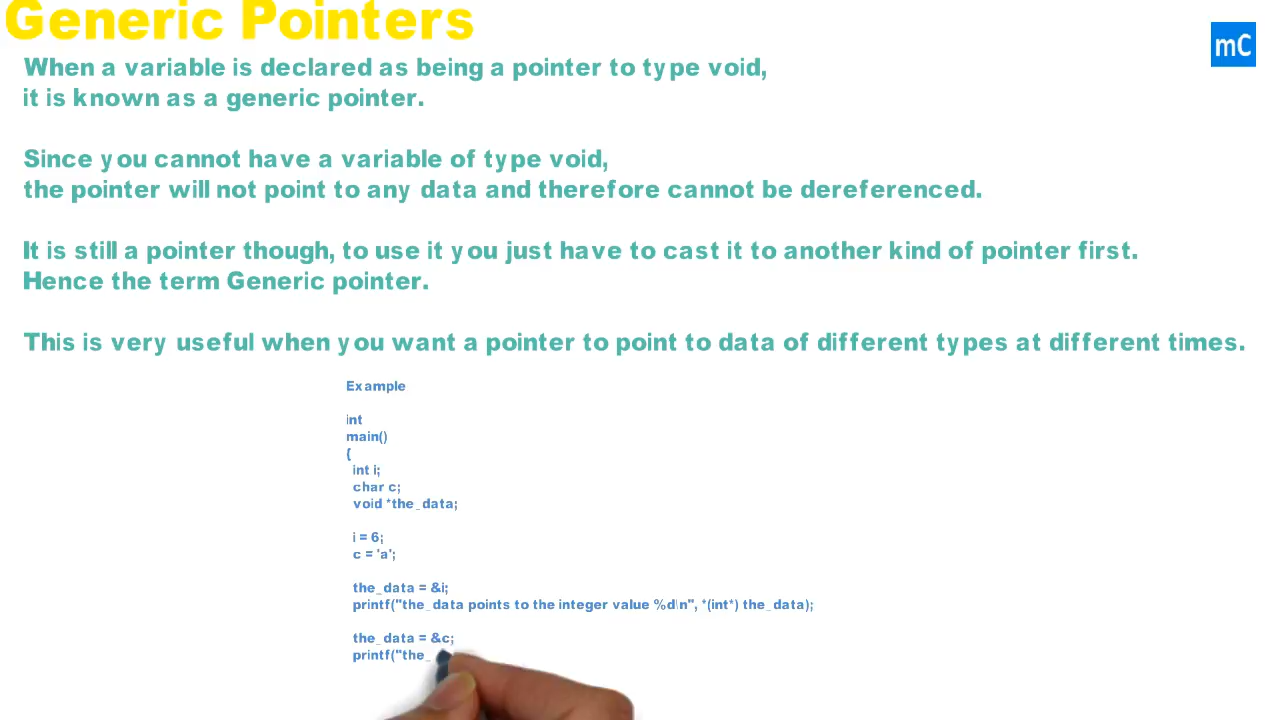 Generic Pointers
mC
When a variable is declared as being a pointer to type void,
it is known as a generic pointer.
Since you cannot have a variable of type void,
the pointer will not point to any data and therefore cannot be dereferenced.
It is still a pointer though, to use it you just have to cast it to another kind of pointer first.
Hence the term Generic pointer.
This is very useful when you want a pointer to point to data of different types at different times.
Example
int
main()
{
int i;
char c;
void *the_data;
i = 6;
c = 'a';
the_data = &i;
printf("the_data points to the integer value %d\n", *(int*) the_data);
the_data = &c;
printf("the_